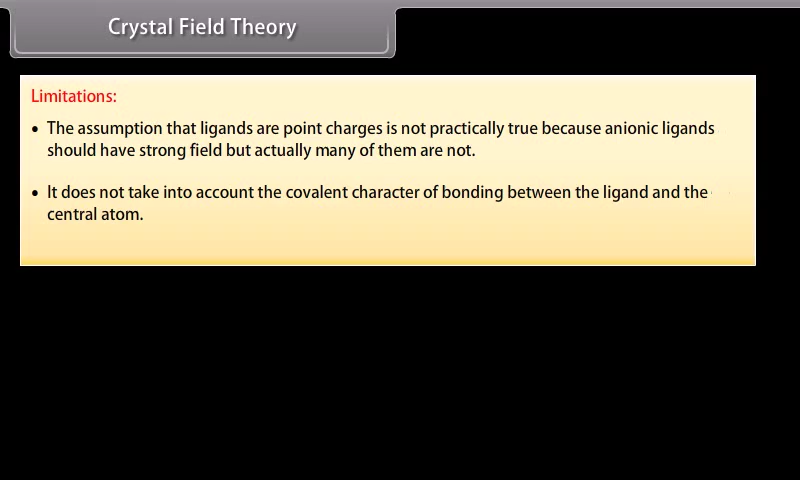 Crystal Field Theory
Limitations:
• The assumption that ligands are point charges is not practically true because anionic ligands
should have strong field but actually many of them are not.
• It does not take into account the covalent character of bonding between the ligand and the
central atom.